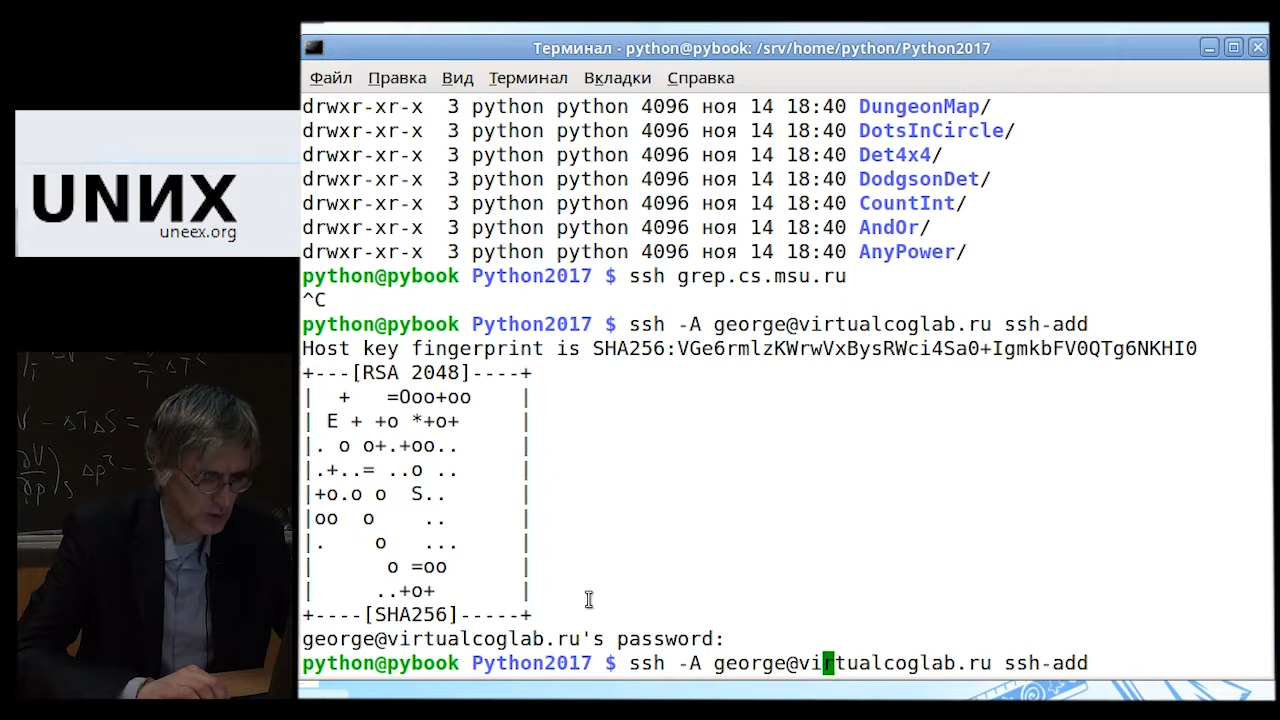 Терминал - python@pybook: /srv/home/python/Python2017
Файл Правка Вид Терминал Вкладки Справка
drwxr-xr-x 3 python python 4096 ноя 14 18:40 DungeonMap/
drwxr-xr-x 3 python python 4096 ноя 14 18:40 DotsInCircle/
drwxr-xr-x 3 python python 4096 ноя 14 18:40 Det4x4/
drwxr-xr-x 3 python python 4096 ноя 14 18:40 DodgsonDet/
drwxr-xr-x 3 python python 4096 ноя 14 18:40 CountInt/
drwxr-xr-x 3 python python 4096 ноя 14 18:40 AndOr/
drwxr-xr-x 3 python python 4096 ноя 14 18:40 AnyPower/
python@pybook Python2017 $ ssh grep.cs.msu.ru
^C
python@pybook Python2017 $ ssh -A george@virtualcoglab.ru ssh-add
Host key fingerprint is SHA256:VGe6rmlzKWrwVxBysRWci4Sa0+IgmkbFV0QTg6NKHI0
+---[RSA 2048]----+
|  +   =Ooo+oo    |
| E + +o *+o+     |
|. o o+.+oo..     |
|.+..= ..o ..     |
|+o.o o  S..      |
|oo  o    ..      |
|.    o   ...     |
|      o =oo      |
|     ..+o+       |
+----[SHA256]-----+
george@virtualcoglab.ru's password:
python@pybook Python2017 $ ssh -A george@virtualcoglab.ru ssh-add
UNИX
uneex.org